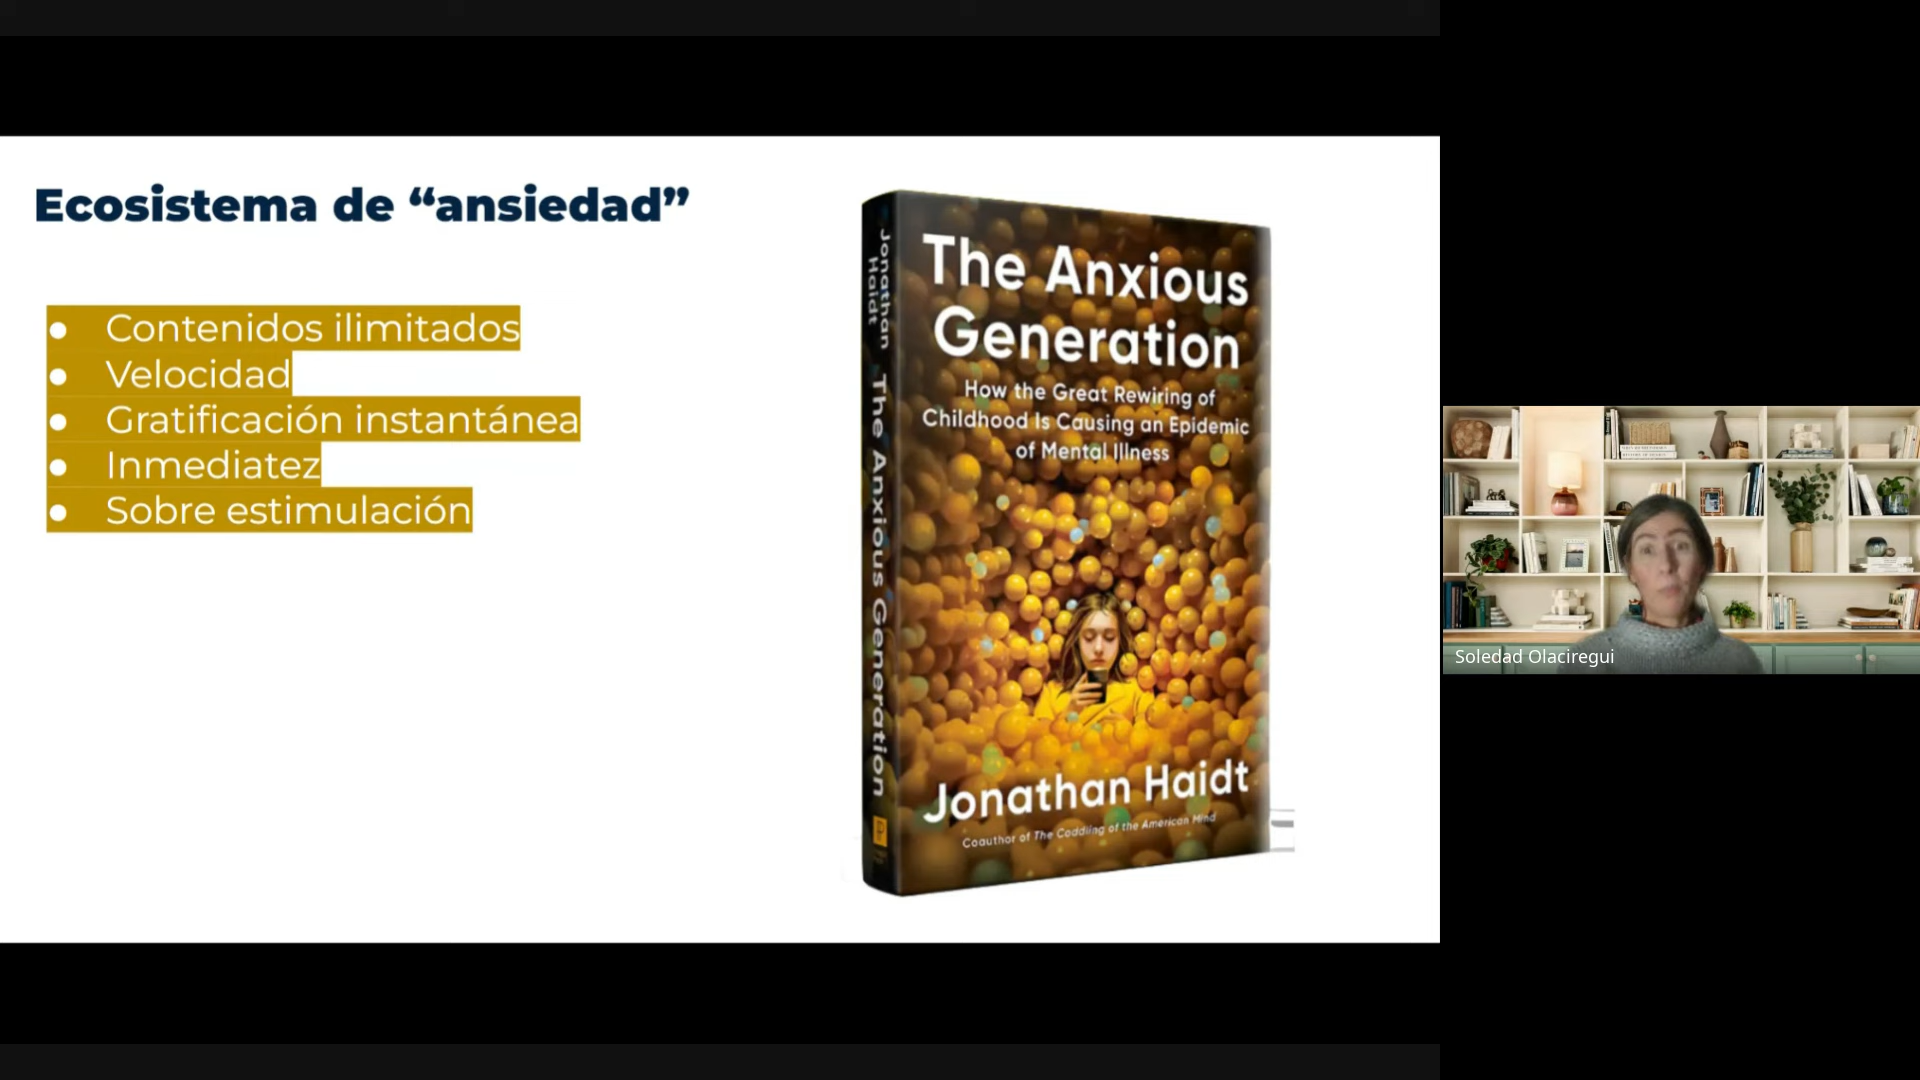 Ecosistema de “ansiedad”
● Contenidos ilimitados
● Velocidad
● Gratificación instantánea
● Inmediatez
● Sobre estimulación
Jonathan
Haidt
The Anxious Generation
The Anxious
Generation
How the Great Rewiring of
Childhood Is Causing an Epidemic
of Mental Illness
Jonathan Haidt
Coauthor of The Coddling of the American Mind
Soledad Olaciregui